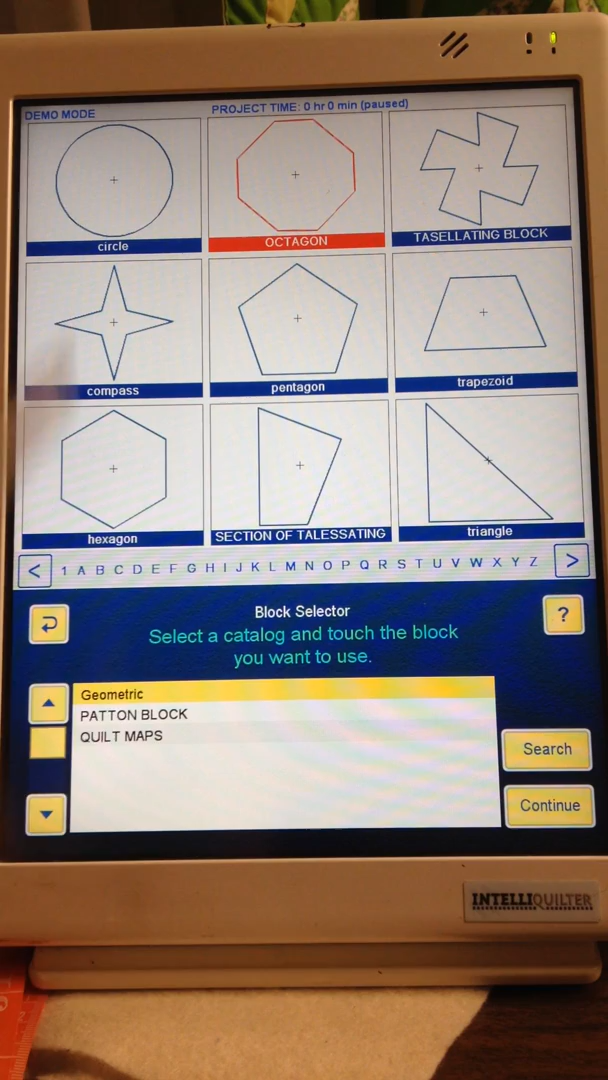 DEMO MODE
PROJECT TIME: 0 hr 0 min (paused)
circle
OCTAGON
TASELLATING BLOCK
compass
pentagon
trapezoid
hexagon
SECTION OF TALESSATING
triangle
< 1 A B C D E F G H I J K L M N O P Q R S T U V W X Y Z >
Block Selector
?
Select a catalog and touch the block
you want to use.
Geometric
PATTON BLOCK
QUILT MAPS
Search
Continue
INTELLIQUILTER